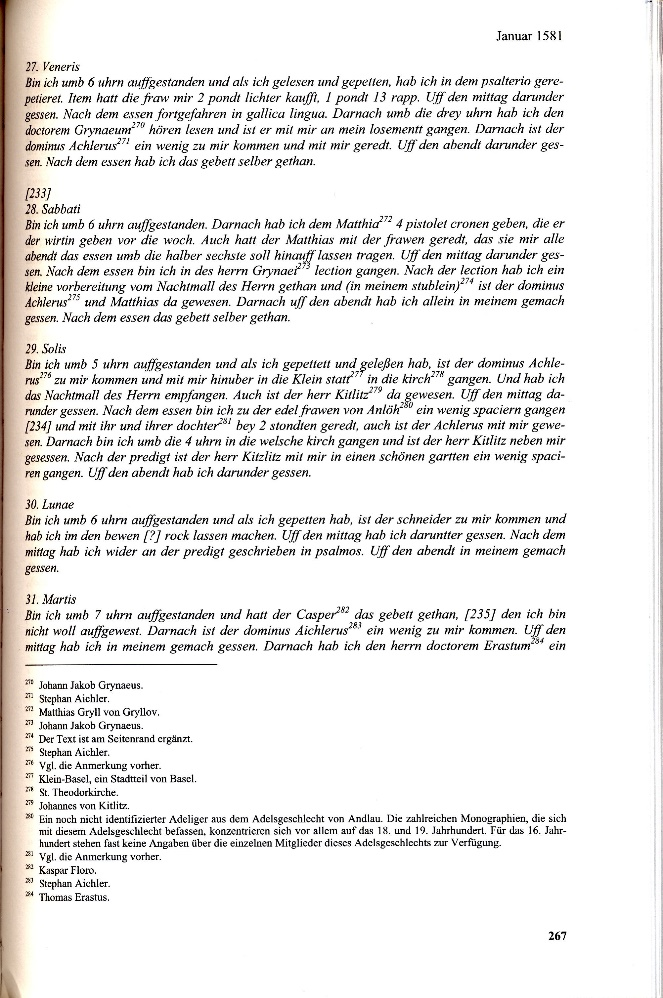 Januar 1581
27. Veneris
Bin ich umb 6 uhrn auffgestanden und als ich gelesen und gepetten, hab ich in dem psalterio gere-
petieret. Item hatt die fraw mir 2 pondt lichter kaufft, 1 pondt 13 rapp. Uff den mittag darunder
gessen. Nach dem essen fortgefahren in gallica lingua. Darnach umb die drey uhrn hab ich den
doctorem Grynaeum²⁷⁰ hören lesen und ist er mit mir an mein losementt gangen. Darnach ist der
dominus Achlerus²⁷¹ ein wenig zu mir kommen und mit mir geredt. Uff den abendt darunder ges-
sen. Nach dem essen hab ich das gebett selber gethan.
[233]
28. Sabbati
Bin ich umb 6 uhrn auffgestanden. Darnach hab ich dem Matthia²⁷² 4 pistolet cronen geben, die er
der wirtin geben vor die woch. Auch hatt der Matthias mit der frawen geredt, das sie mir alle
abendt das essen umb die halber sechste soll hinauff lassen tragen. Uff den mittag darunder ges-
sen. Nach dem essen bin ich in des herrn Grynaei²⁷³ lection gangen. Nach der lection hab ich ein
kleine vorbereitung vom Nachtmall des Herrn gethan und (in meinem stublein)²⁷⁴ ist der dominus
Achlerus²⁷⁵ und Matthias da gewesen. Darnach uff den abendt hab ich allein in meinem gemach
gessen. Nach dem essen das gebett selber gethan.
29. Solis
Bin ich umb 5 uhrn auffgestanden und als ich gepettett und geleßen hab, ist der dominus Achle-
rus²⁷⁶ zu mir kommen und mit mir hinuber in die Klein statt²⁷⁷ in die kirch²⁷⁸ gangen. Und hab ich
das Nachtmall des Herrn empfangen. Auch ist der herr Kitlitz²⁷⁹ da gewesen. Uff den mittag da-
runder gessen. Nach dem essen bin ich zu der edelfrawen von Anlöh²⁸⁰ ein wenig spaciern gangen
[234] und mit ihr und ihrer dochter²⁸¹ bey 2 stondten geredt, auch ist der Achlerus mit mir gewe-
sen. Darnach bin ich umb die 4 uhr in die welsche kirch gangen und ist der herr Kitlitz neben mir
gesessen. Nach der predigt ist der herr Kitzlitz mit mir in einen schönen gartten ein wenig spaci-
ren gangen. Uff den abendt hab ich darunder gessen.
30. Lunae
Bin ich umb 6 uhrn auffgestanden und als ich gepetten hab, ist der schneider zu mir kommen und
hab ich im den bewen [?] rock lassen machen. Uff den mittag hab ich daruntter gessen. Nach dem
mittag hab ich wider an der predigt geschrieben in psalmos. Uff den abendt in meinem gemach
gessen.
31. Martis
Bin ich umb 7 uhrn auffgestanden und hatt der Casper²⁸² das gebett gethan, [235] den ich bin
nicht woll auffgewest. Darnach ist der dominus Aichlerus²⁸³ ein wenig zu mir kommen. Uff den
mittag hab ich in meinem gemach gessen. Darnach hab ich den herrn doctorem Erastum²⁸⁴ ein
²⁷⁰ Johann Jakob Grynaeus.
²⁷¹ Stephan Aichler.
²⁷² Matthias Gryll von Gryllov.
²⁷³ Johann Jakob Grynaeus.
²⁷⁴ Der Text ist am Seitenrand ergänzt.
²⁷⁵ Stephan Aichler.
²⁷⁶ Vgl. die Anmerkung vorher.
²⁷⁷ Klein-Basel, ein Stadtteil von Basel.
²⁷⁸ St. Theodorkirche.
²⁷⁹ Johannes von Kitlitz.
²⁸⁰ Ein noch nicht identifizierter Adeliger aus dem Adelsgeschlecht von Andlau. Die zahlreichen Monographien, die sich
mit diesem Adelsgeschlecht befassen, konzentrieren sich vor allem auf das 18. und 19. Jahrhundert. Für das 16. Jahr-
hundert stehen fast keine Angaben über die einzelnen Mitglieder dieses Adelsgeschlechts zur Verfügung.
²⁸¹ Vgl. die Anmerkung vorher.
²⁸² Kaspar Floro.
²⁸³ Stephan Aichler.
²⁸⁴ Thomas Erastus.
267